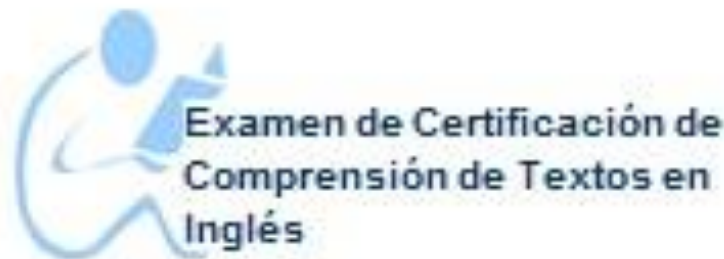 Examen de Certificación de
Comprensión de Textos en
Inglés